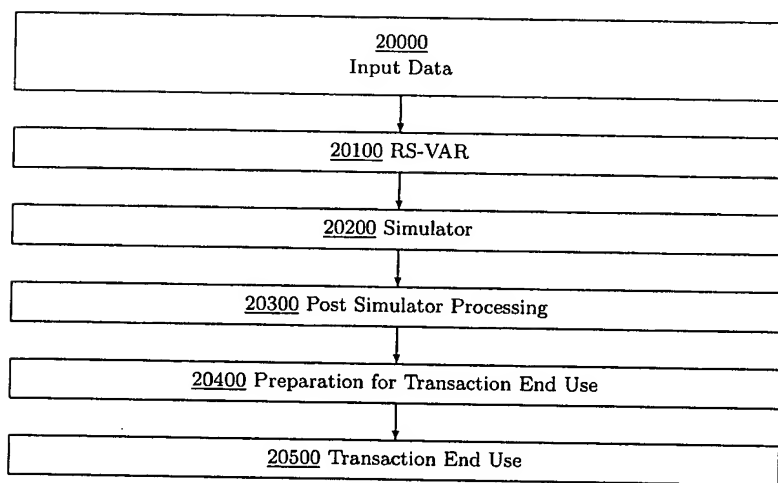 20000
Input Data
20100 RS-VAR
20200 Simulator
20300 Post Simulator Processing
20400 Preparation for Transaction End Use
20500 Transaction End Use